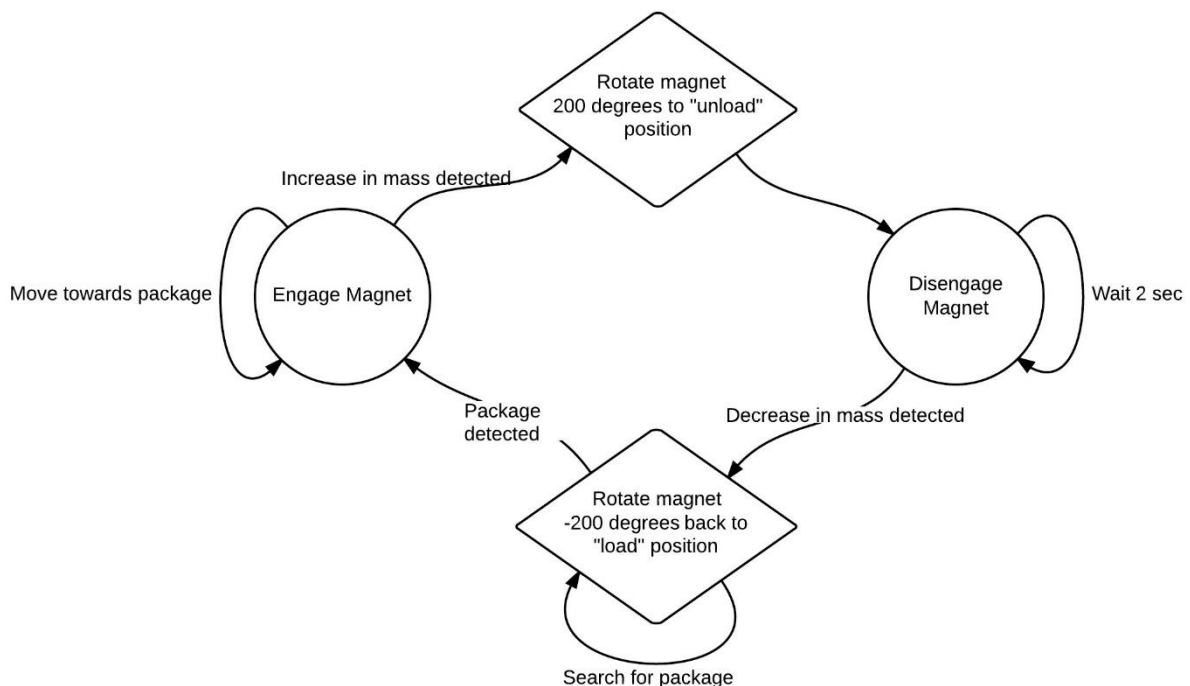 Rotate magnet
200 degrees to "unload"
position
Increase in mass detected
Move towards package
Engage Magnet
Disengage
Magnet
Wait 2 sec
Package
detected
Decrease in mass detected
Rotate magnet
-200 degrees back to
"load" position
Search for package